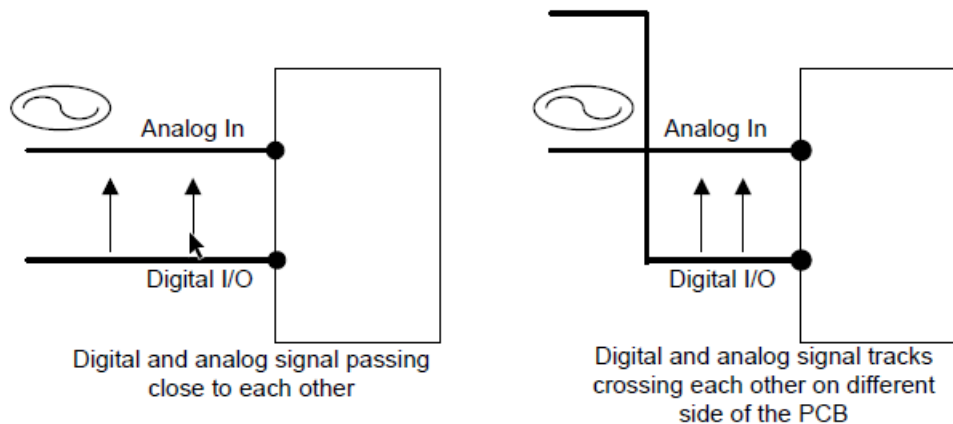 Analog In
Digital I/O
Digital and analog signal passing
close to each other
Analog In
Digital I/O
Digital and analog signal tracks
crossing each other on different
side of the PCB